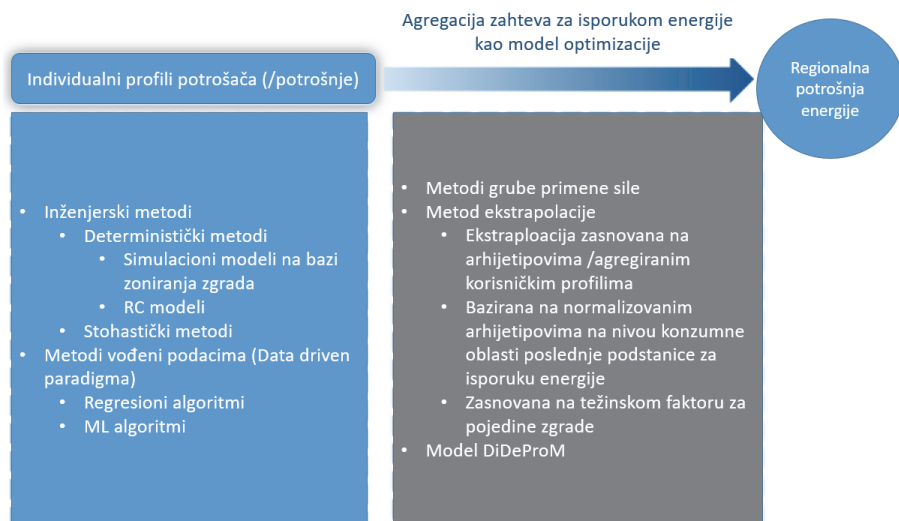 Agregacija zahteva za isporukom energije
kao model optimizacije
Individualni profili potrošača (/potrošnje)
Regionalna
potrošnja
energije
• Inženjerski metodi
• Deterministički metodi
• Simulacioni modeli na bazi
zoniranja zgrada
• RC modeli
• Stohastički metodi
• Metodi vođeni podacima (Data driven
paradigma)
• Regresioni algoritmi
• ML algoritmi
• Metodi grube primene sile
• Metod ekstrapolacije
• Ekstraploacija zasnovana na
arhijetipovima /agregiranim
korisničkim profilima
• Bazirana na normalizovanim
arhijetipovima na nivou konzumne
oblasti poslednje podstanice za
isporuku energije
• Zasnovana na težinskom faktoru za
pojedine zgrade
• Model DiDeProM